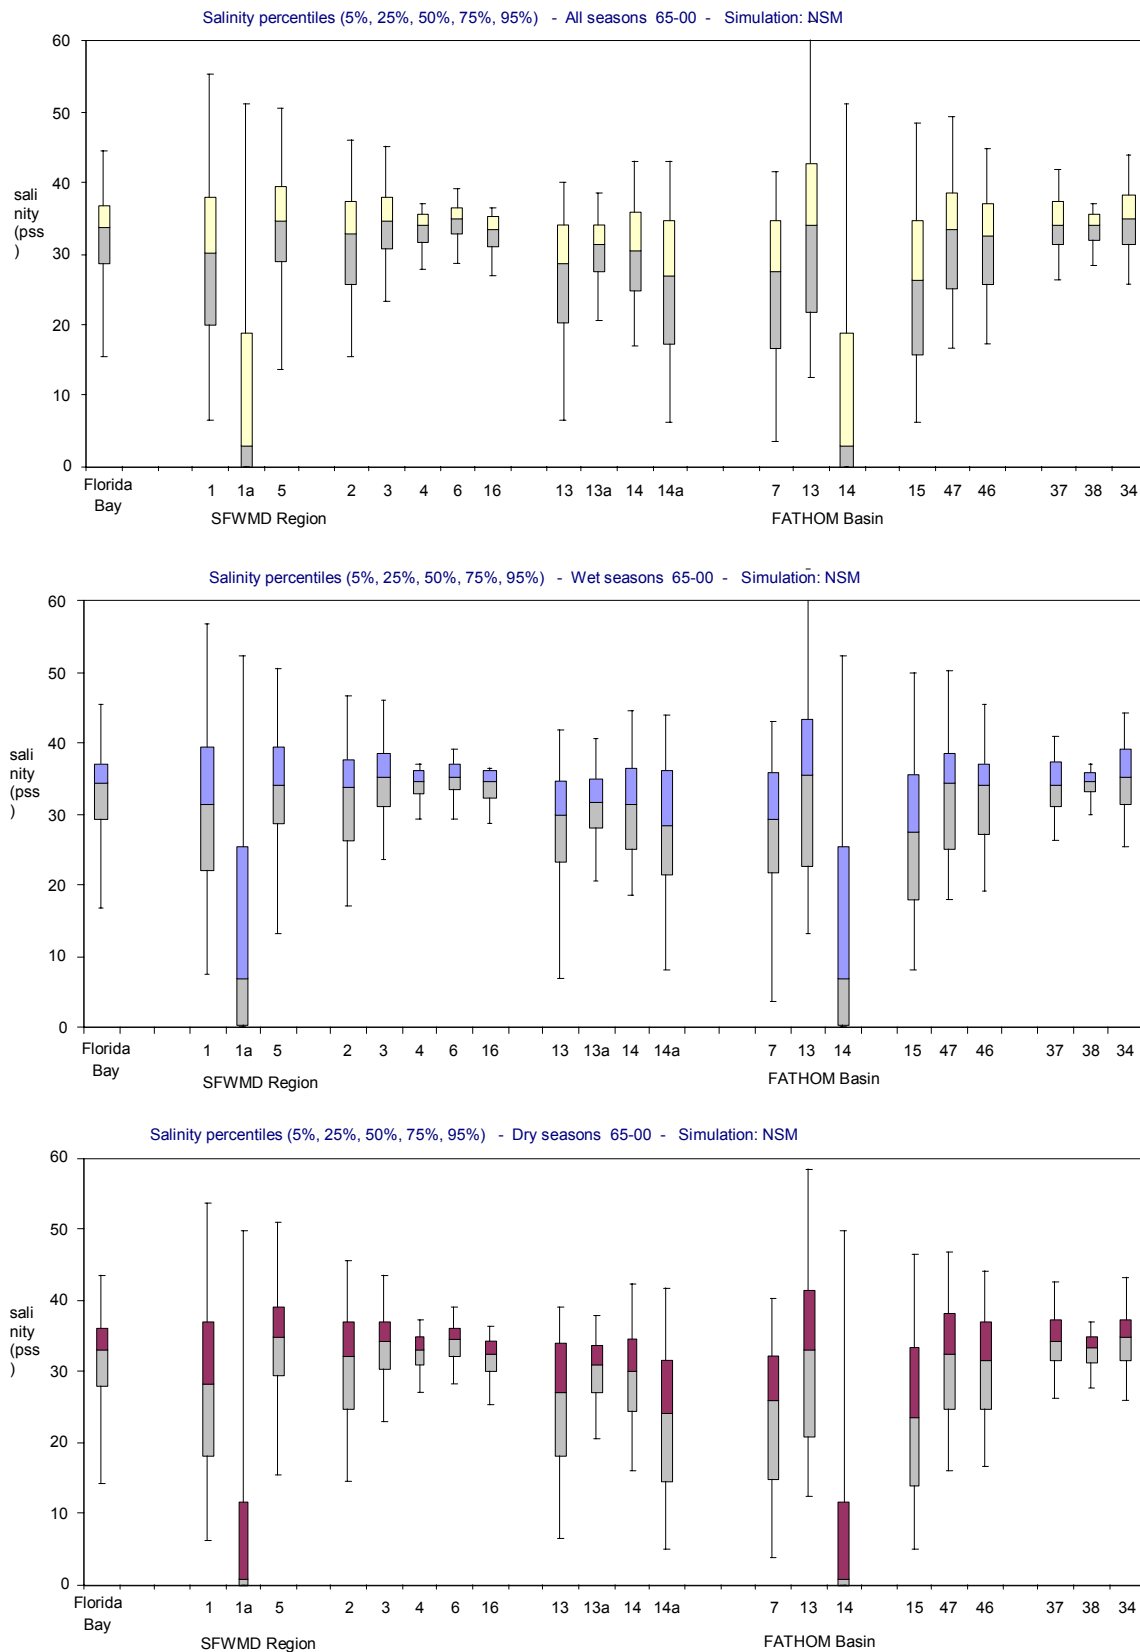 Salinity percentiles (5%, 25%, 50%, 75%, 95%) - All seasons 65-00 - Simulation: NSM
60
50
40
sali
nity
(pss
)
30
20
10
0
Florida
Bay
1 1a 5 2 3 4 6 16 13 13a 14 14a 7 13 14 15 47 46 37 38 34
SFWMD Region FATHOM Basin
Salinity percentiles (5%, 25%, 50%, 75%, 95%) - Wet seasons 65-00 - Simulation: NSM
60
50
40
sali
nity
(pss
)
30
20
10
0
Florida
Bay
1 1a 5 2 3 4 6 16 13 13a 14 14a 7 13 14 15 47 46 37 38 34
SFWMD Region FATHOM Basin
Salinity percentiles (5%, 25%, 50%, 75%, 95%) - Dry seasons 65-00 - Simulation: NSM
60
50
40
sali
nity
(pss
)
30
20
10
0
Florida
Bay
1 1a 5 2 3 4 6 16 13 13a 14 14a 7 13 14 15 47 46 37 38 34
SFWMD Region FATHOM Basin